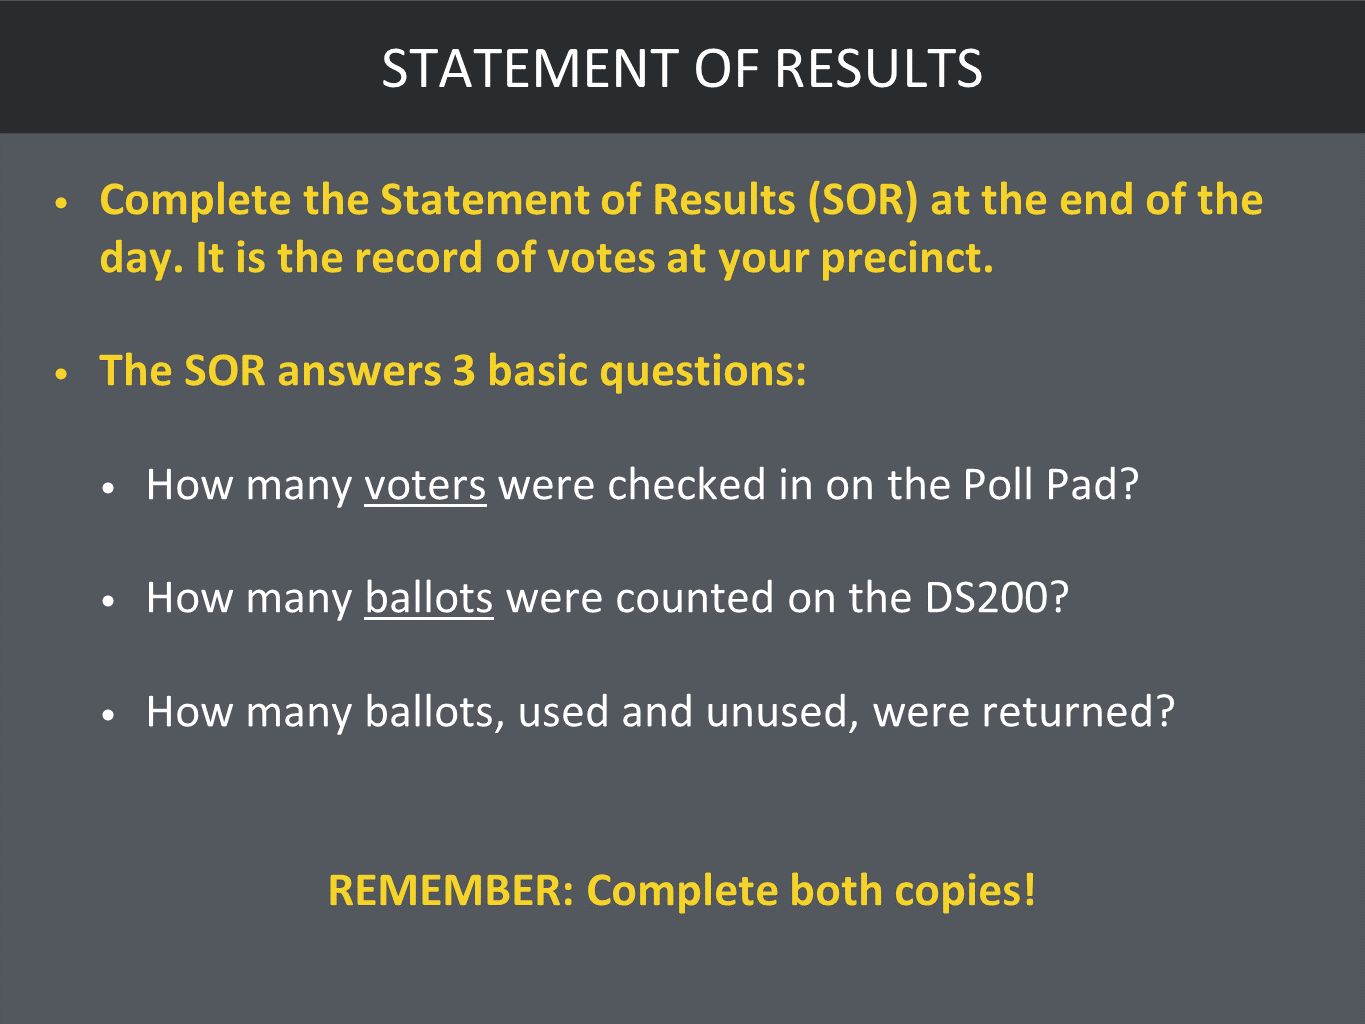 STATEMENT OF RESULTS
• Complete the Statement of Results (SOR) at the end of the
day. It is the record of votes at your precinct.
• The SOR answers 3 basic questions:
• How many voters were checked in on the Poll Pad?
• How many ballots were counted on the DS200?
• How many ballots, used and unused, were returned?
REMEMBER: Complete both copies!